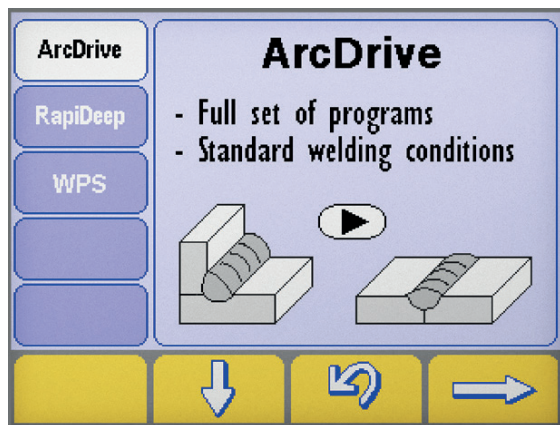 ArcDrive
RapiDeep
WPS
ArcDrive
- Full set of programs
- Standard welding conditions